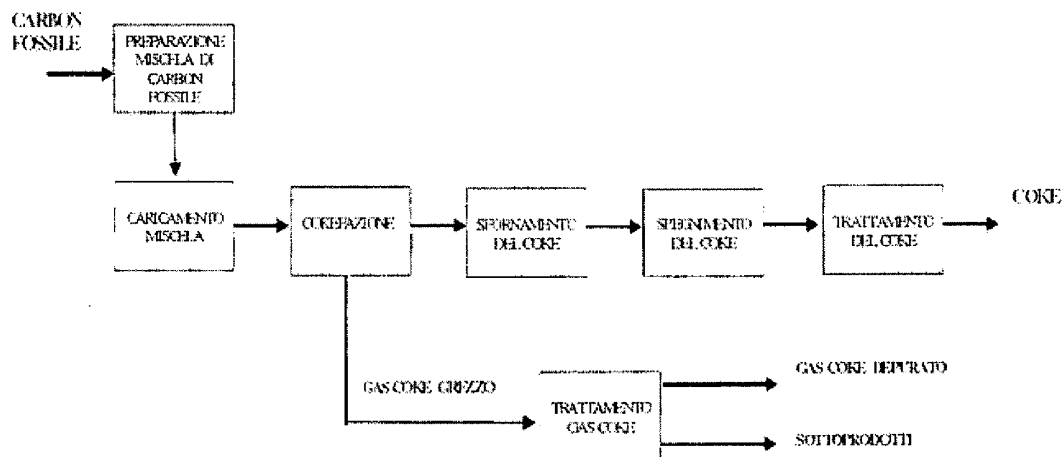 CARBON
FOSSILE
PREPARAZIONE
MISCELA DI
CARBON
FOSSILE
CARICAMENTO
MISCELA
COKEFAZIONE
SFORNAMENTO
DEL COKE
SPEGNIMENTO
DEL COKE
TRATTAMENTO
DEL COKE
COKE
GAS COKE GREZZO
TRATTAMENTO
GAS COKE
GAS COKE DEPURATO
SOTTOPRODOTTI